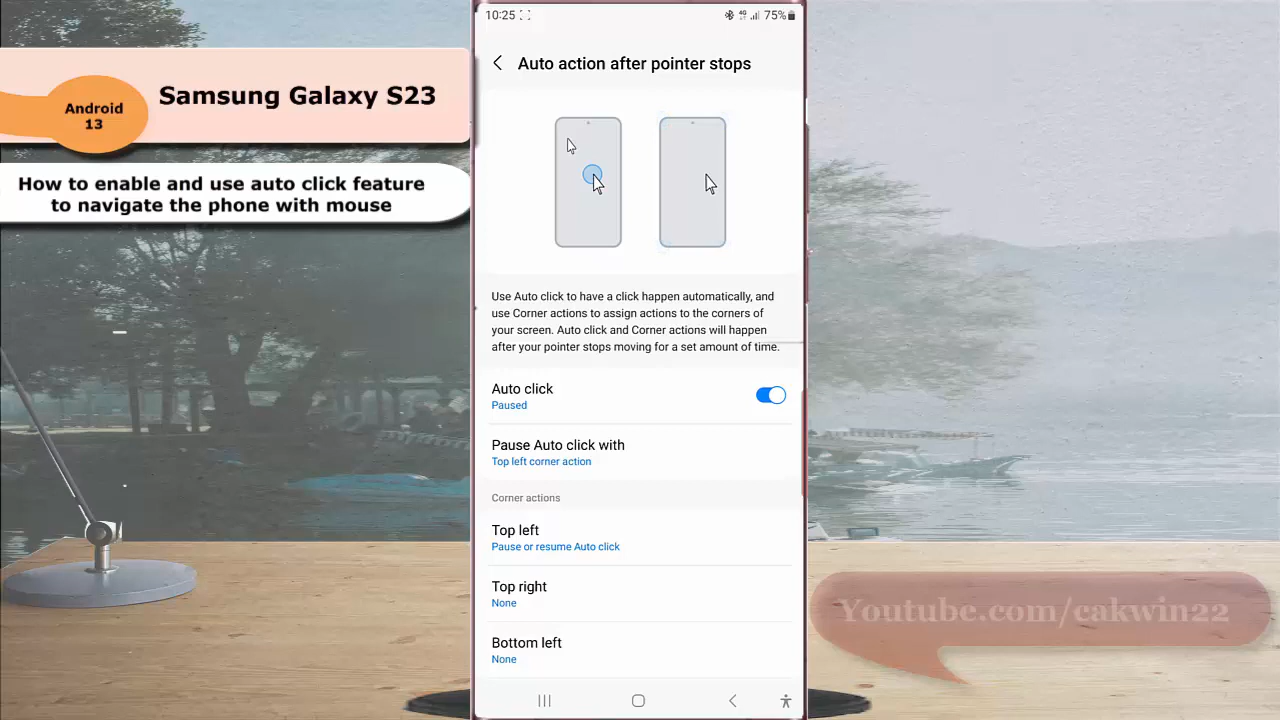 Android
13
Samsung Galaxy S23
How to enable and use auto click feature
to navigate the phone with mouse
10:25
4G
75%
Auto action after pointer stops
Use Auto click to have a click happen automatically, and
use Corner actions to assign actions to the corners of
your screen. Auto click and Corner actions will happen
after your pointer stops moving for a set amount of time.
Auto click
Paused
Pause Auto click with
Top left corner action
Corner actions
Top left
Pause or resume Auto click
Top right
None
Bottom left
None
Youtube.com/cakwin22